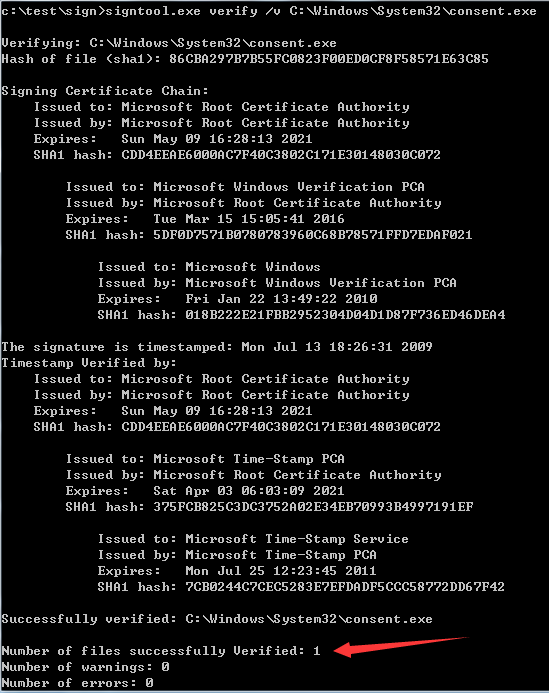 c:\test\sign>signtool.exe verify /v C:\Windows\System32\consent.exe
Verifying: C:\Windows\System32\consent.exe
Hash of file (sha1): 86CBA297B7B55FC0823F00ED0CF8F58571E63C85
Signing Certificate Chain:
Issued to: Microsoft Root Certificate Authority
Issued by: Microsoft Root Certificate Authority
Expires: Sun May 09 16:28:13 2021
SHA1 hash: CDD4EEAE6000AC7F40C3802C171E30148030C072
Issued to: Microsoft Windows Verification PCA
Issued by: Microsoft Root Certificate Authority
Expires: Tue Mar 15 15:05:41 2016
SHA1 hash: 5DF0D7571B0780783960C68B78571FFD7EDAF021
Issued to: Microsoft Windows
Issued by: Microsoft Windows Verification PCA
Expires: Fri Jan 22 13:49:22 2010
SHA1 hash: 018B222E21FBB2952304D04D1D87F736ED46DEA4
The signature is timestamped: Mon Jul 13 18:26:31 2009
Timestamp Verified by:
Issued to: Microsoft Root Certificate Authority
Issued by: Microsoft Root Certificate Authority
Expires: Sun May 09 16:28:13 2021
SHA1 hash: CDD4EEAE6000AC7F40C3802C171E30148030C072
Issued to: Microsoft Time-Stamp PCA
Issued by: Microsoft Root Certificate Authority
Expires: Sat Apr 03 06:03:09 2021
SHA1 hash: 375FCB825C3DC3752A02E34EB70993B4997191EF
Issued to: Microsoft Time-Stamp Service
Issued by: Microsoft Time-Stamp PCA
Expires: Mon Jul 25 12:23:45 2011
SHA1 hash: 7CB0244C7CEC5283E7EFDADF5CCC58772DD67F42
Successfully verified: C:\Windows\System32\consent.exe
Number of files successfully Verified: 1
Number of warnings: 0
Number of errors: 0